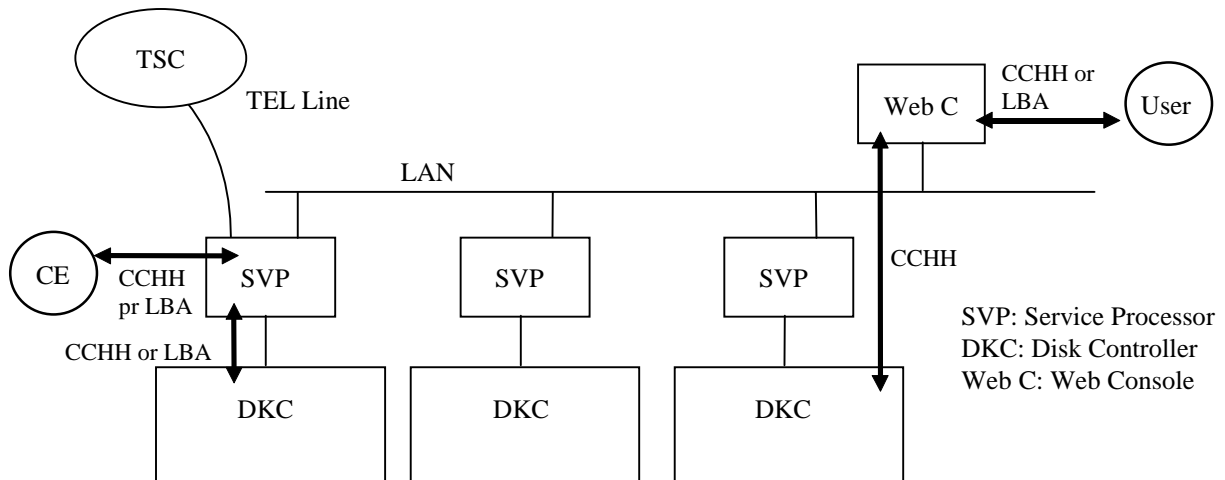 TSC
TEL Line
Web C
CCHH or
LBA
User
LAN
CE
CCHH
pr LBA
SVP
SVP
SVP
CCHH
CCHH or LBA
SVP: Service Processor
DKC: Disk Controller
Web C: Web Console
DKC
DKC
DKC